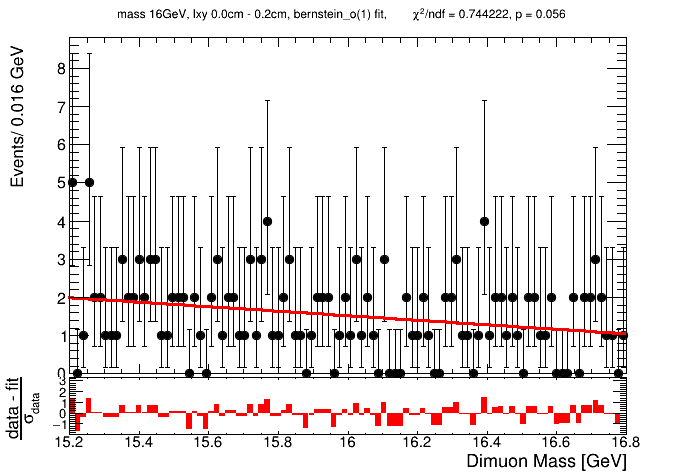 mass 16GeV, lxy 0.0cm - 0.2cm, bernstein_o(1) fit, χ²/ndf = 0.744222, p = 0.056
Events/ 0.016 GeV
8
7
6
5
4
3
2
1
0
data - fit
σdata
3
2
1
0
−1
15.2 15.4 15.6 15.8 16 16.2 16.4 16.6 16.8
Dimuon Mass [GeV]